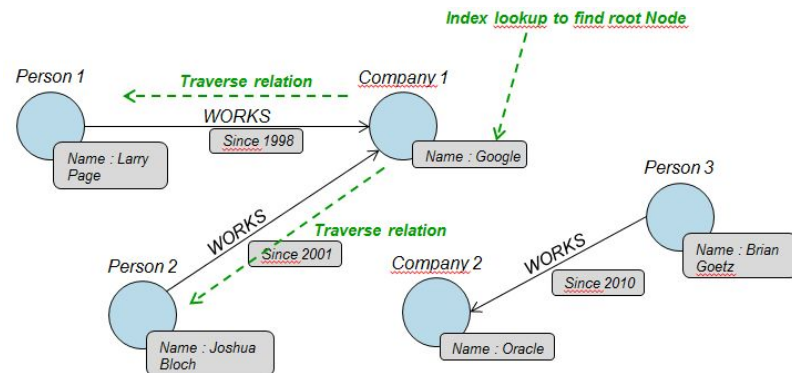 Index lookup to find root Node
Person 1
Traverse relation
Company 1
WORKS
Since 1998
Name : Larry
Page
Name : Google
Person 3
WORKS
Traverse relation
Since 2001
Person 2
Company 2
WORKS
Name : Brian
Goetz
Since 2010
Name : Joshua
Bloch
Name : Oracle